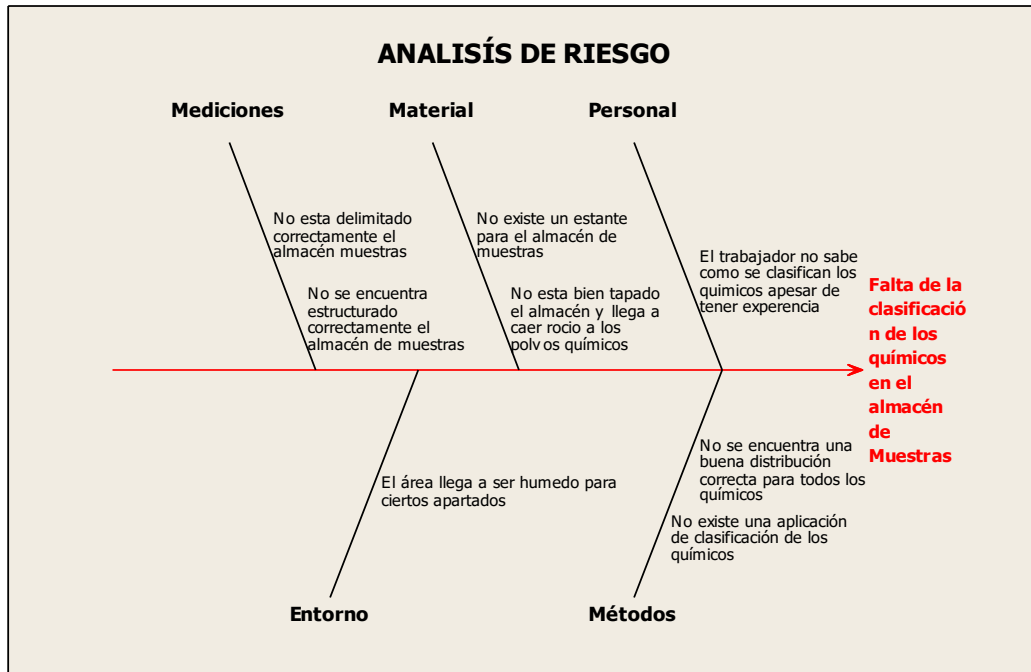 ANALISÍS DE RIESGO
Mediciones
Material
Personal
No esta delimitado
correctamente el
almacén muestras
No se encuentra
estructurado
correctamente el
almacén de muestras
No existe un estante
para el almacén de
muestras
No esta bien tapado
el almacén y llega a
caer rocio a los
polvos químicos
El trabajador no sabe
como se clasifican los
quimicos apesar de
tener experencia
Falta de la
clasificació
n de los
químicos
en el
almacén
de
Muestras
El área llega a ser humedo para
ciertos apartados
No se encuentra una
buena distribución
correcta para todos los
químicos
No existe una aplicación
de clasificación de los
químicos
Entorno
Métodos